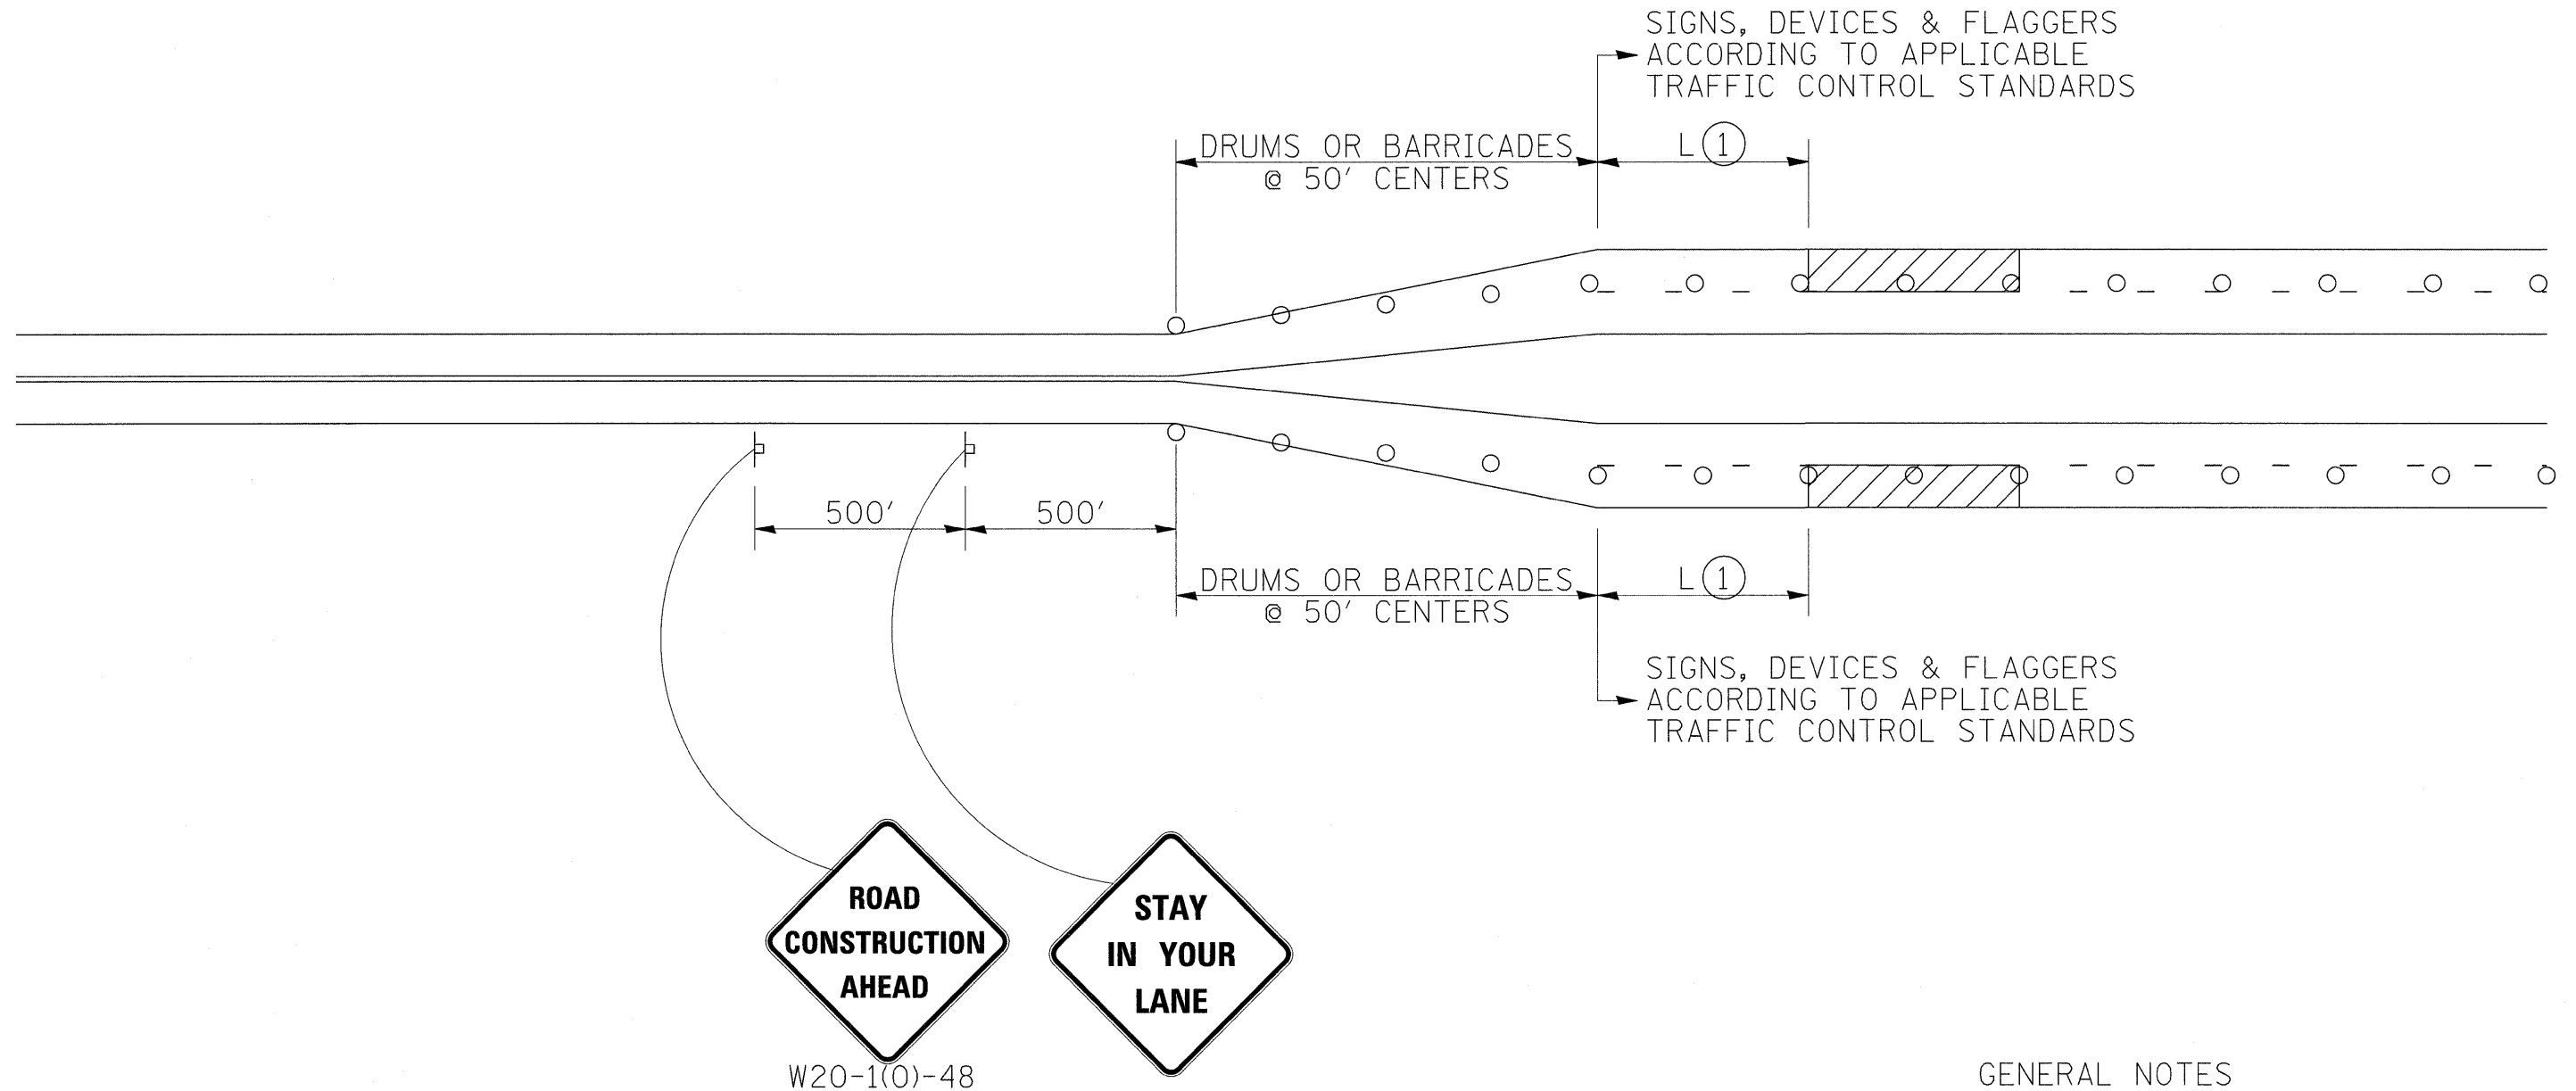 SIGNS, DEVICES & FLAGGERS
ACCORDING TO APPLICABLE
TRAFFIC CONTROL STANDARDS
DRUMS OR BARRICADES
@ 50' CENTERS
L 1
500'
500'
DRUMS OR BARRICADES
@ 50' CENTERS
L 1
SIGNS, DEVICES & FLAGGERS
ACCORDING TO APPLICABLE
TRAFFIC CONTROL STANDARDS
ROAD
CONSTRUCTION
AHEAD
W20-1(O)-48
STAY
IN YOUR
LANE
GENERAL NOTES